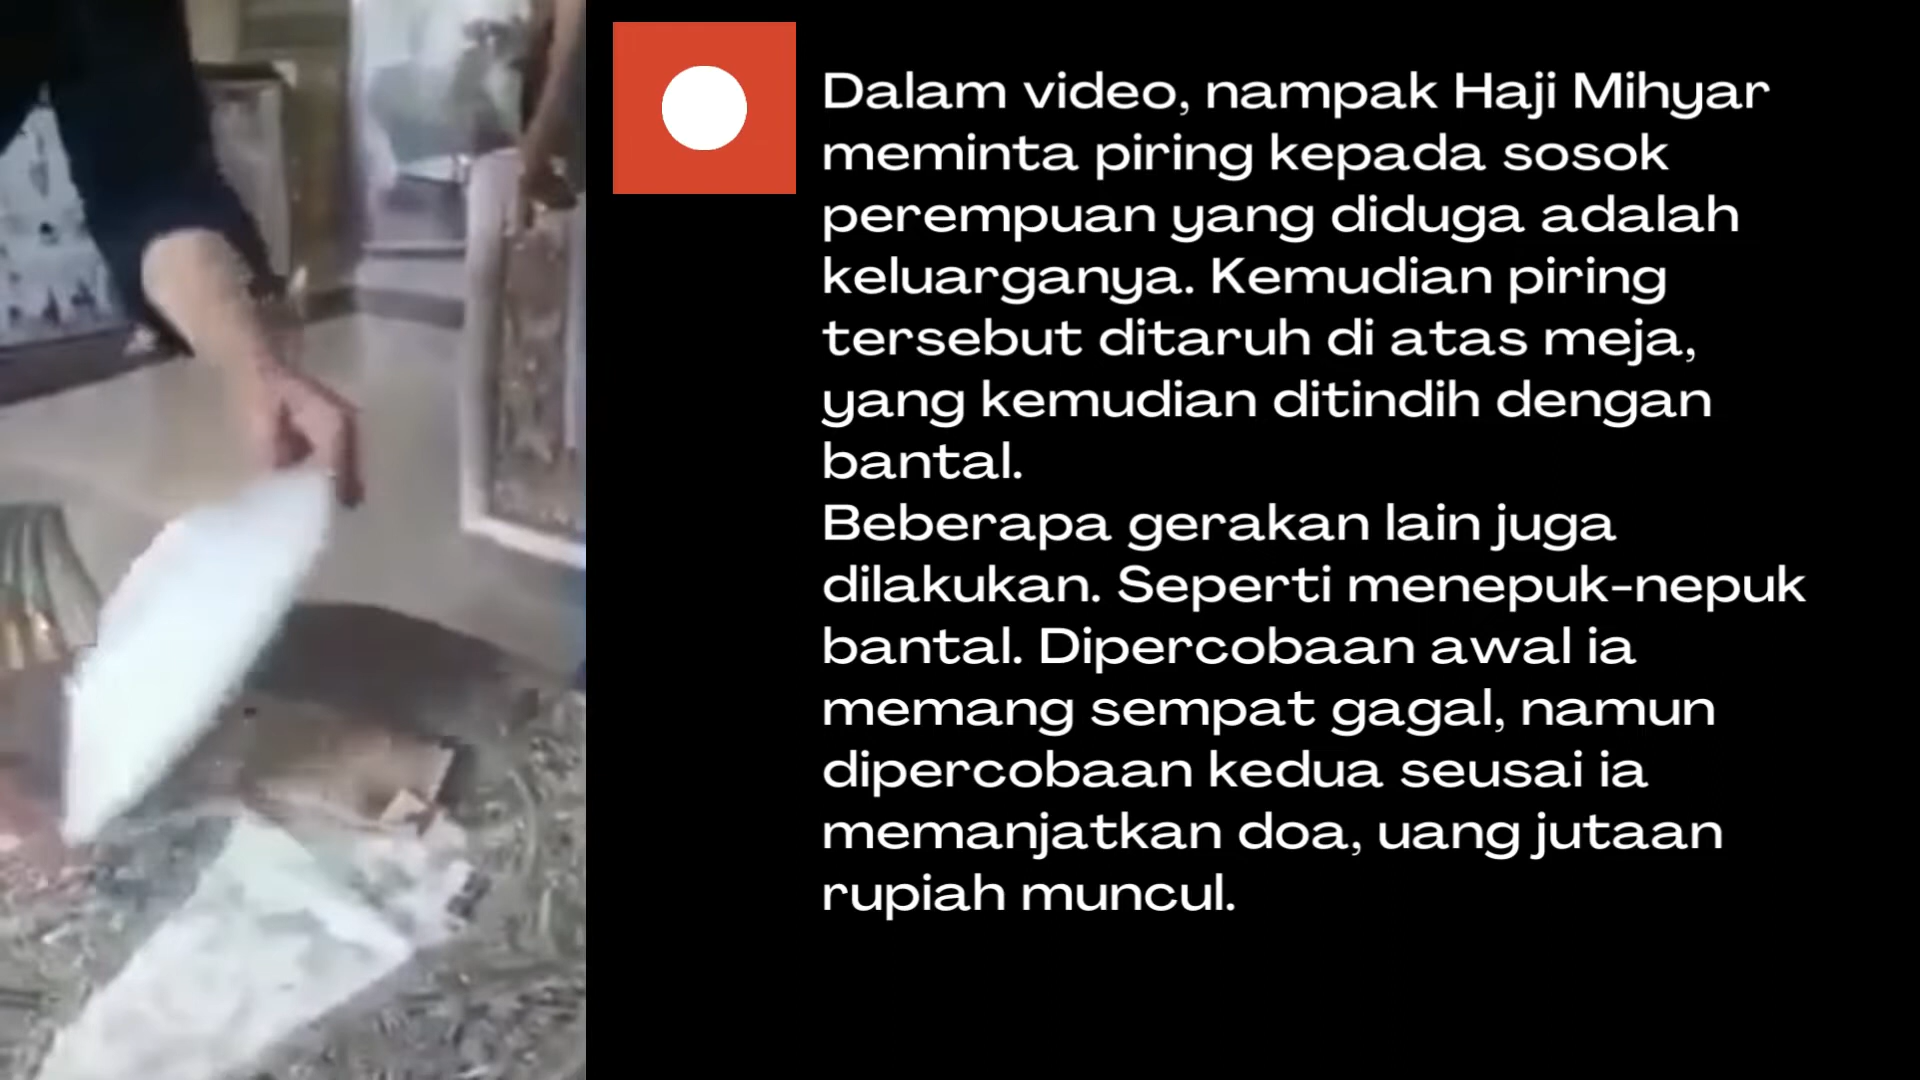 Dalam video, nampak Haji Mihyar
meminta piring kepada sosok
perempuan yang diduga adalah
keluarganya. Kemudian piring
tersebut ditaruh di atas meja,
yang kemudian ditindih dengan
bantal.
Beberapa gerakan lain juga
dilakukan. Seperti menepuk-nepuk
bantal. Dipercobaan awal ia
memang sempat gagal, namun
dipercobaan kedua seusai ia
memanjatkan doa, uang jutaan
rupiah muncul.